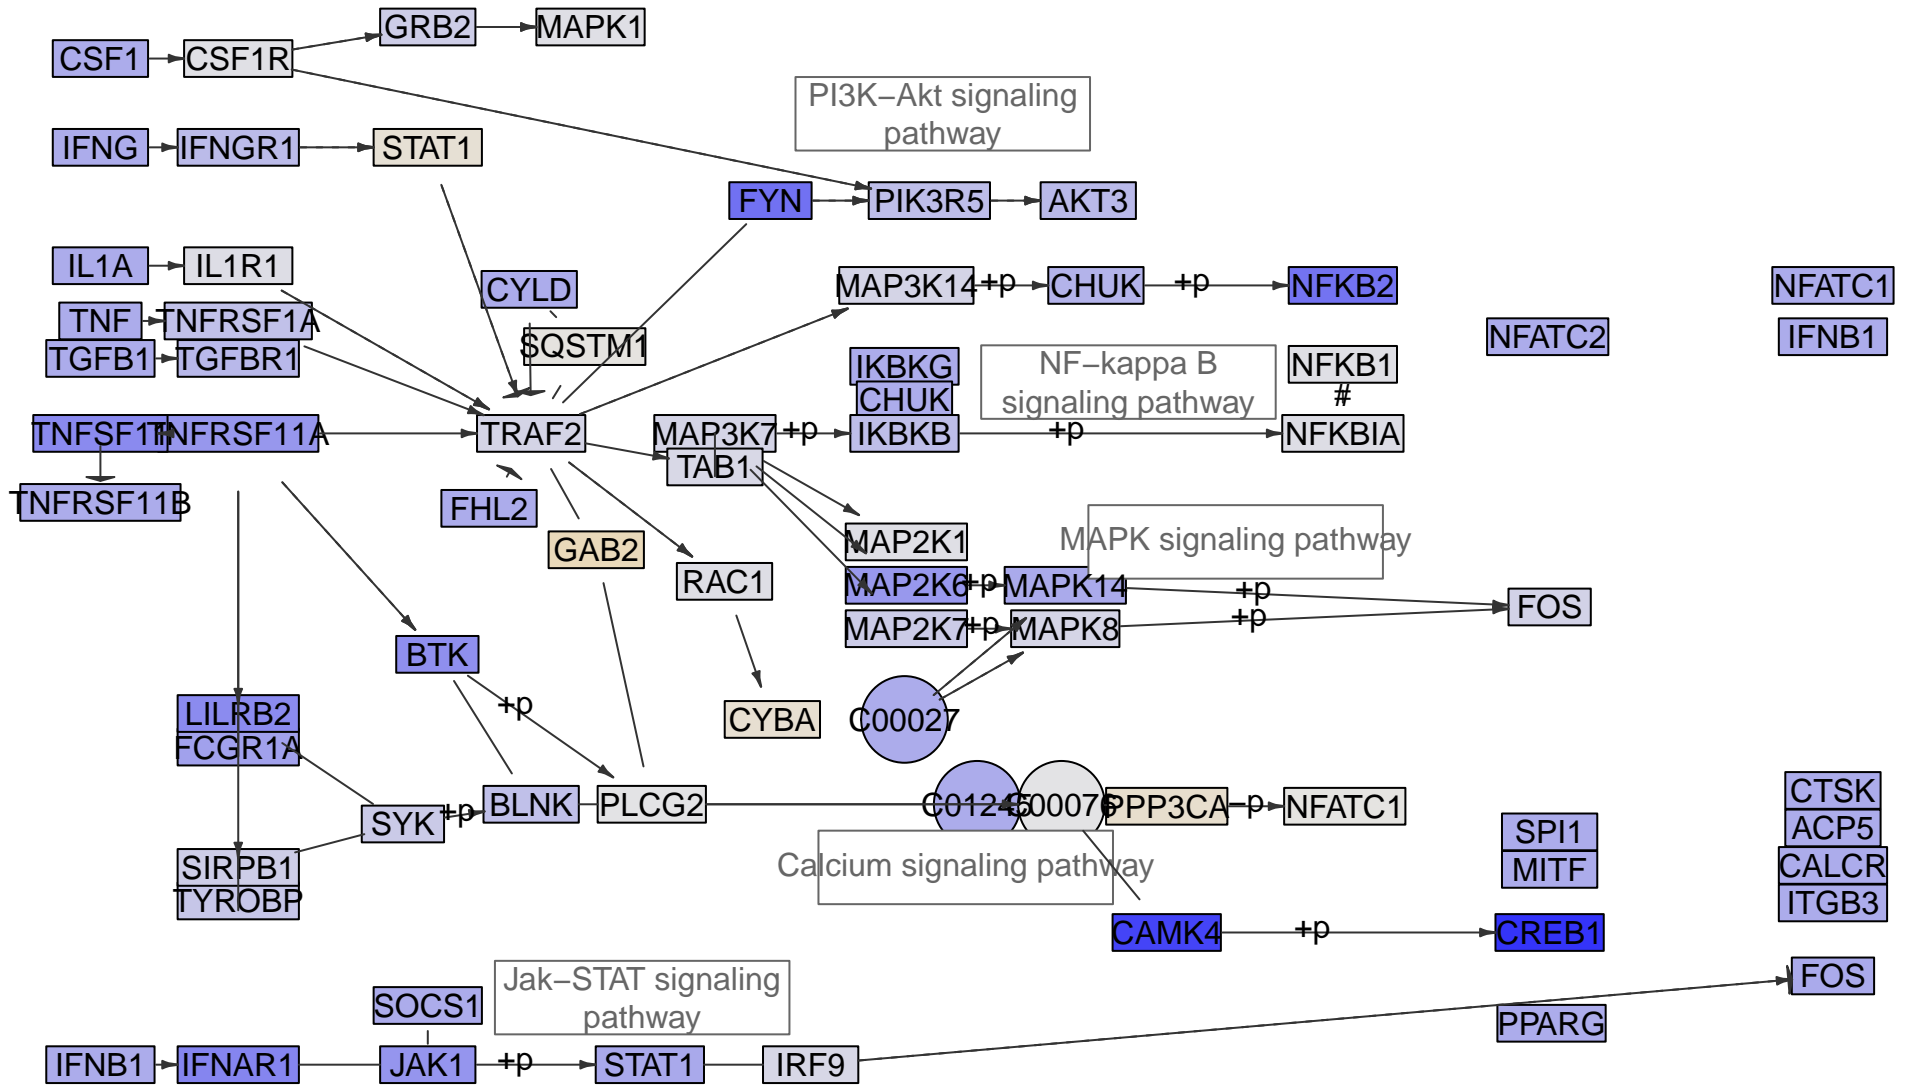 GRB2
MAPK1
CSF1
CSF1R
PI3K−Akt signaling
pathway
IFNG
IFNGR1
STAT1
FYN
PIK3R5
AKT3
IL1A
IL1R1
CYLD
MAP3K14
+p
CHUK
+p
NFKB2
NFATC1
TNF
TNFRSF1A
SQSTM1
NFATC2
IFNB1
TGFB1
TGFBR1
IKBKG
NF−kappa B
signaling pathway
NFKB1
CHUK
#
TNFRSF11A
TRAF2
MAP3K7
+p
IKBKB
+p
NFKBIA
TAB1
TNFRSF11B
FHL2
GAB2
MAP2K1
MAPK signaling pathway
RAC1
MAP2K6
+p
MAPK14
+p
FOS
MAP2K7
+p
MAPK8
+p
BTK
+p
LILRB2
FCGR1A
CYBA
C00027
SYK
+p
BLNK
PLCG2
C00076
PPP3CA
−p
NFATC1
CTSK
SPI1
ACP5
Calcium signaling pathway
MITF
CALCR
SIRPB1
TYROBP
ITGB3
CAMK4
+p
CREB1
Jak−STAT signaling
pathway
FOS
SOCS1
PPARG
IFNB1
IFNAR1
JAK1
+p
STAT1
IRF9